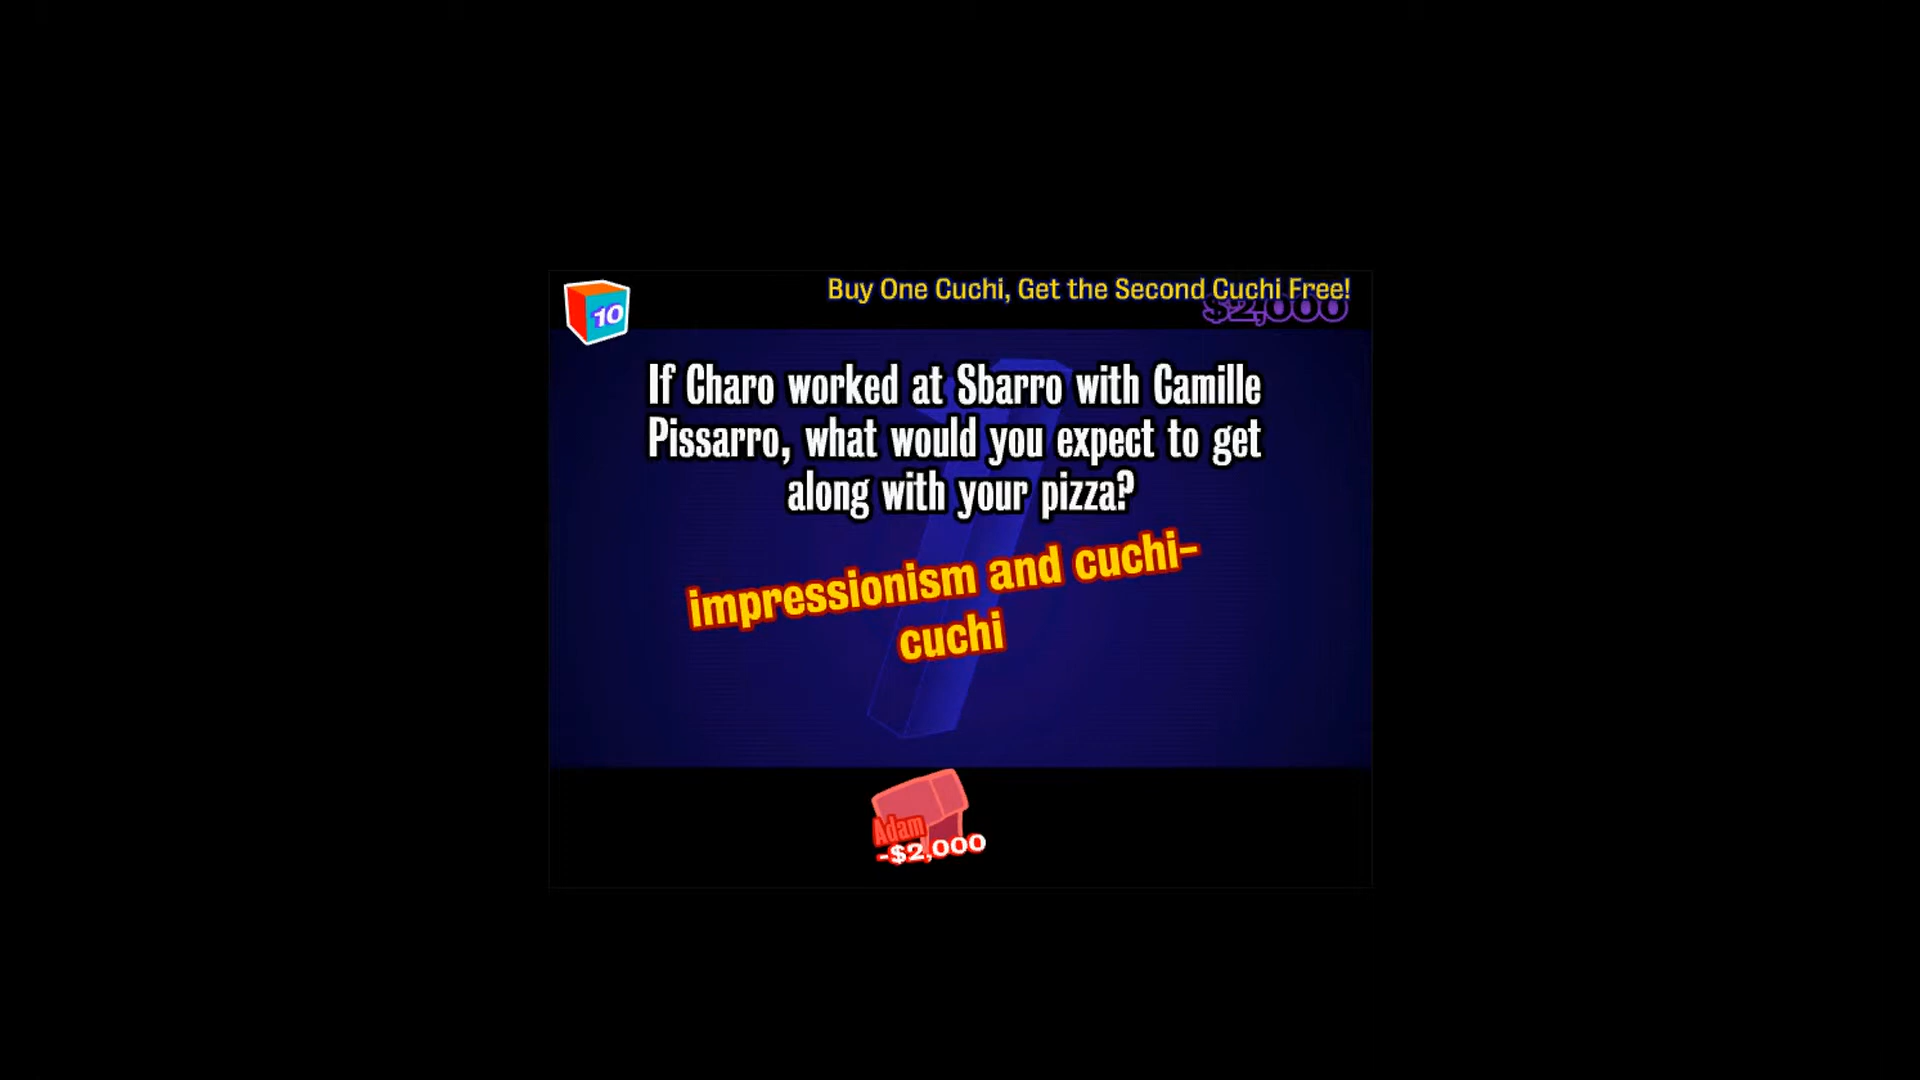 Buy One Cuchi, Get the Second Cuchi Free!
10
$2,000
If Charo worked at Sbarro with Camille
Pissarro, what would you expect to get
along with your pizza?
impressionism and cuchi-
cuchi
Adam
-$2,000